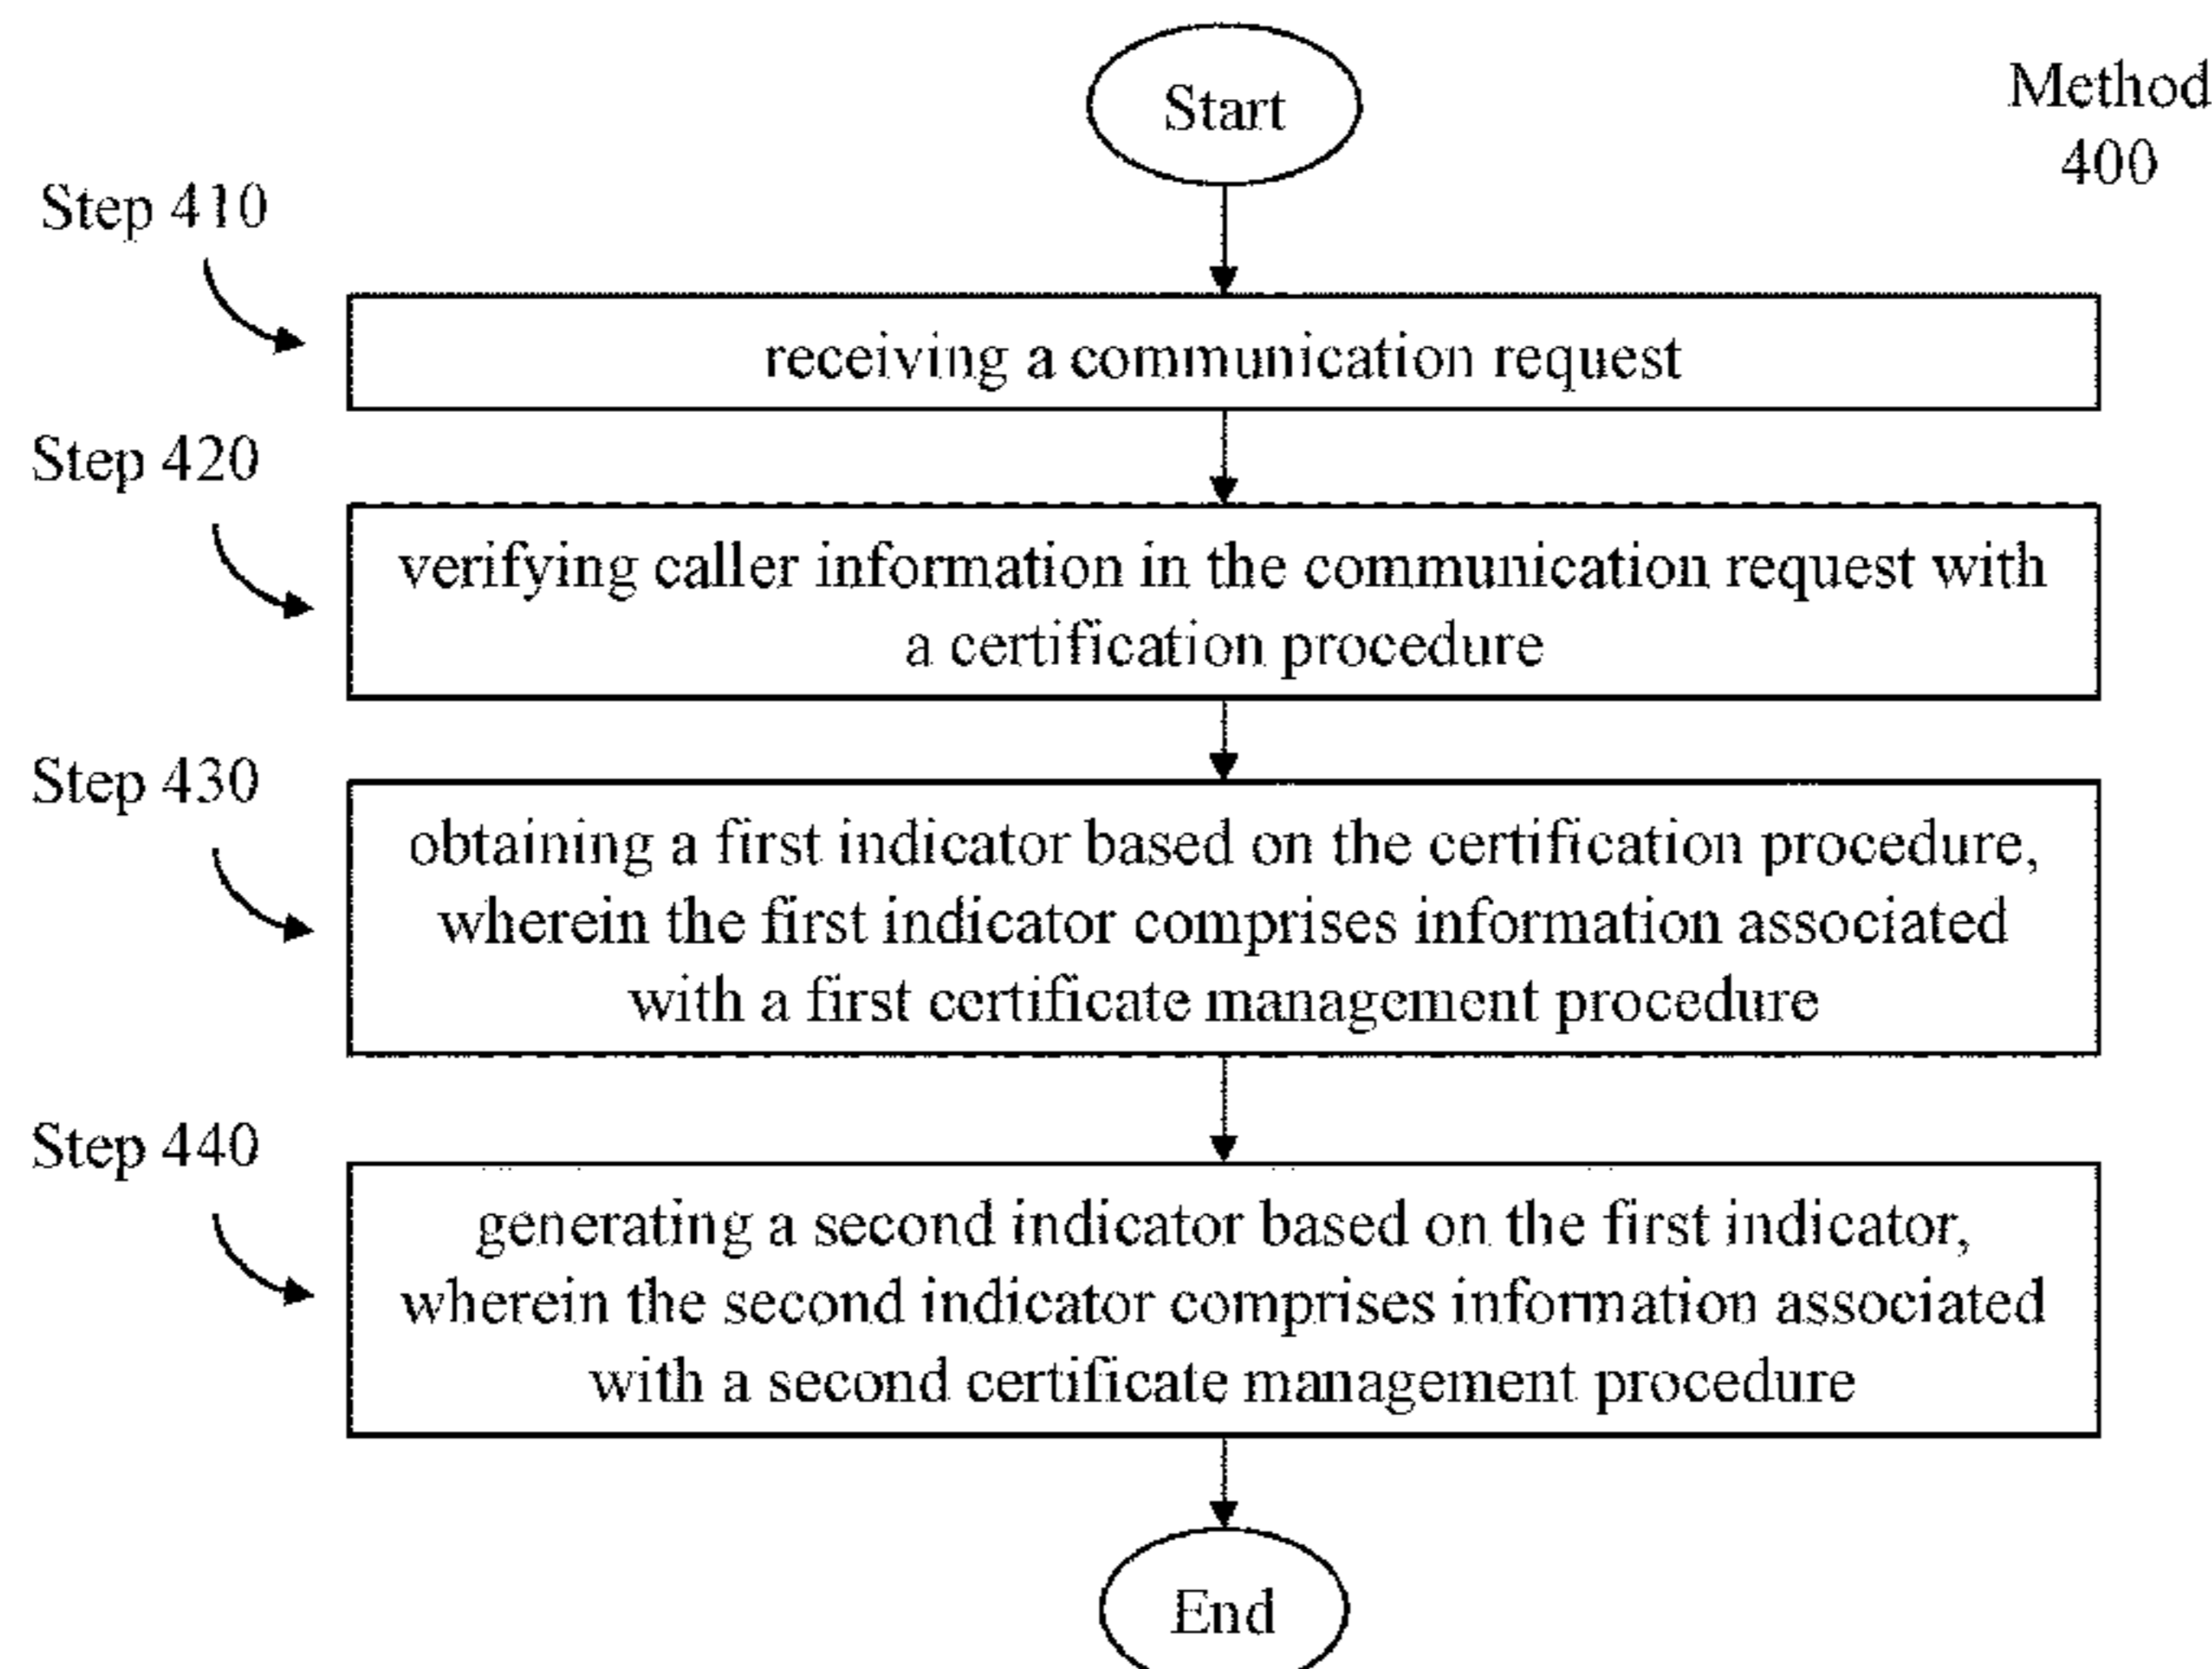 Start
Method
400
Step 410
receiving a communication request
Step 420
verifying caller information in the communication request with
a certification procedure
Step 430
obtaining a first indicator based on the certification procedure,
wherein the first indicator comprises information associated
with a first certificate management procedure
Step 440
generating a second indicator based on the first indicator,
wherein the second indicator comprises information associated
with a second certificate management procedure
End